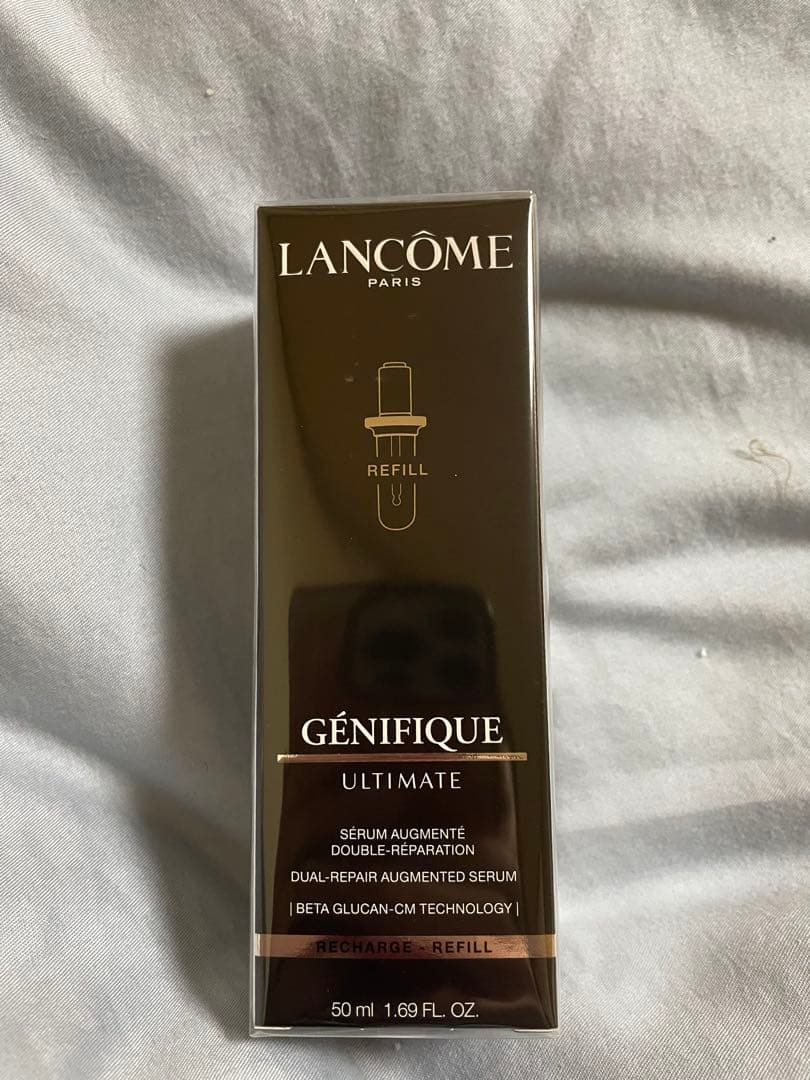 LANCÔME
PARIS
REFILL
GÉNIFIQUE
ULTIMATE
SÉRUM AUGMENTÉ
DOUBLE-RÉPARATION
DUAL-REPAIR AUGMENTED SERUM
| BETA GLUCAN-CM TECHNOLOGY |
RECHARGE - REFILL
50 ml 1.69 FL. OZ.